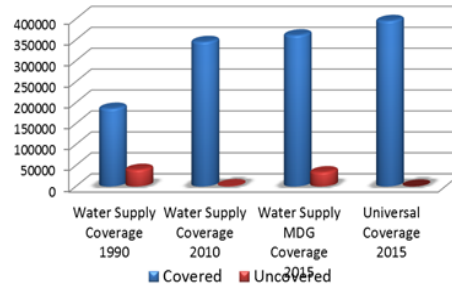 400000
350000
300000
250000
200000
150000
100000
50000
0
Water Supply Coverage 1990
Water Supply Coverage 2010
Water Supply MDG Coverage 2015
Universal Coverage 2015
Covered Uncovered